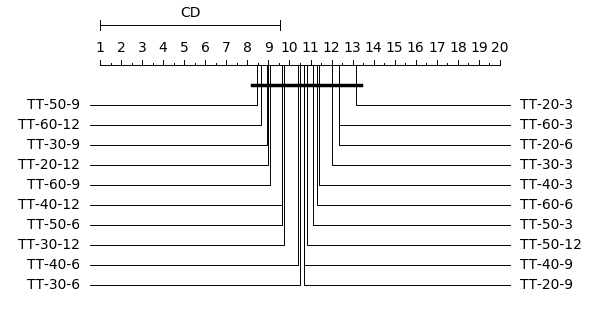 CD
1 2 3 4 5 6 7 8 9 10 11 12 13 14 15 16 17 18 19 20
TT-50-9 TT-20-3
TT-60-12 TT-60-3
TT-30-9 TT-20-6
TT-20-12 TT-30-3
TT-60-9 TT-40-3
TT-40-12 TT-60-6
TT-50-6 TT-50-3
TT-30-12 TT-50-12
TT-40-6 TT-40-9
TT-30-6 TT-20-9